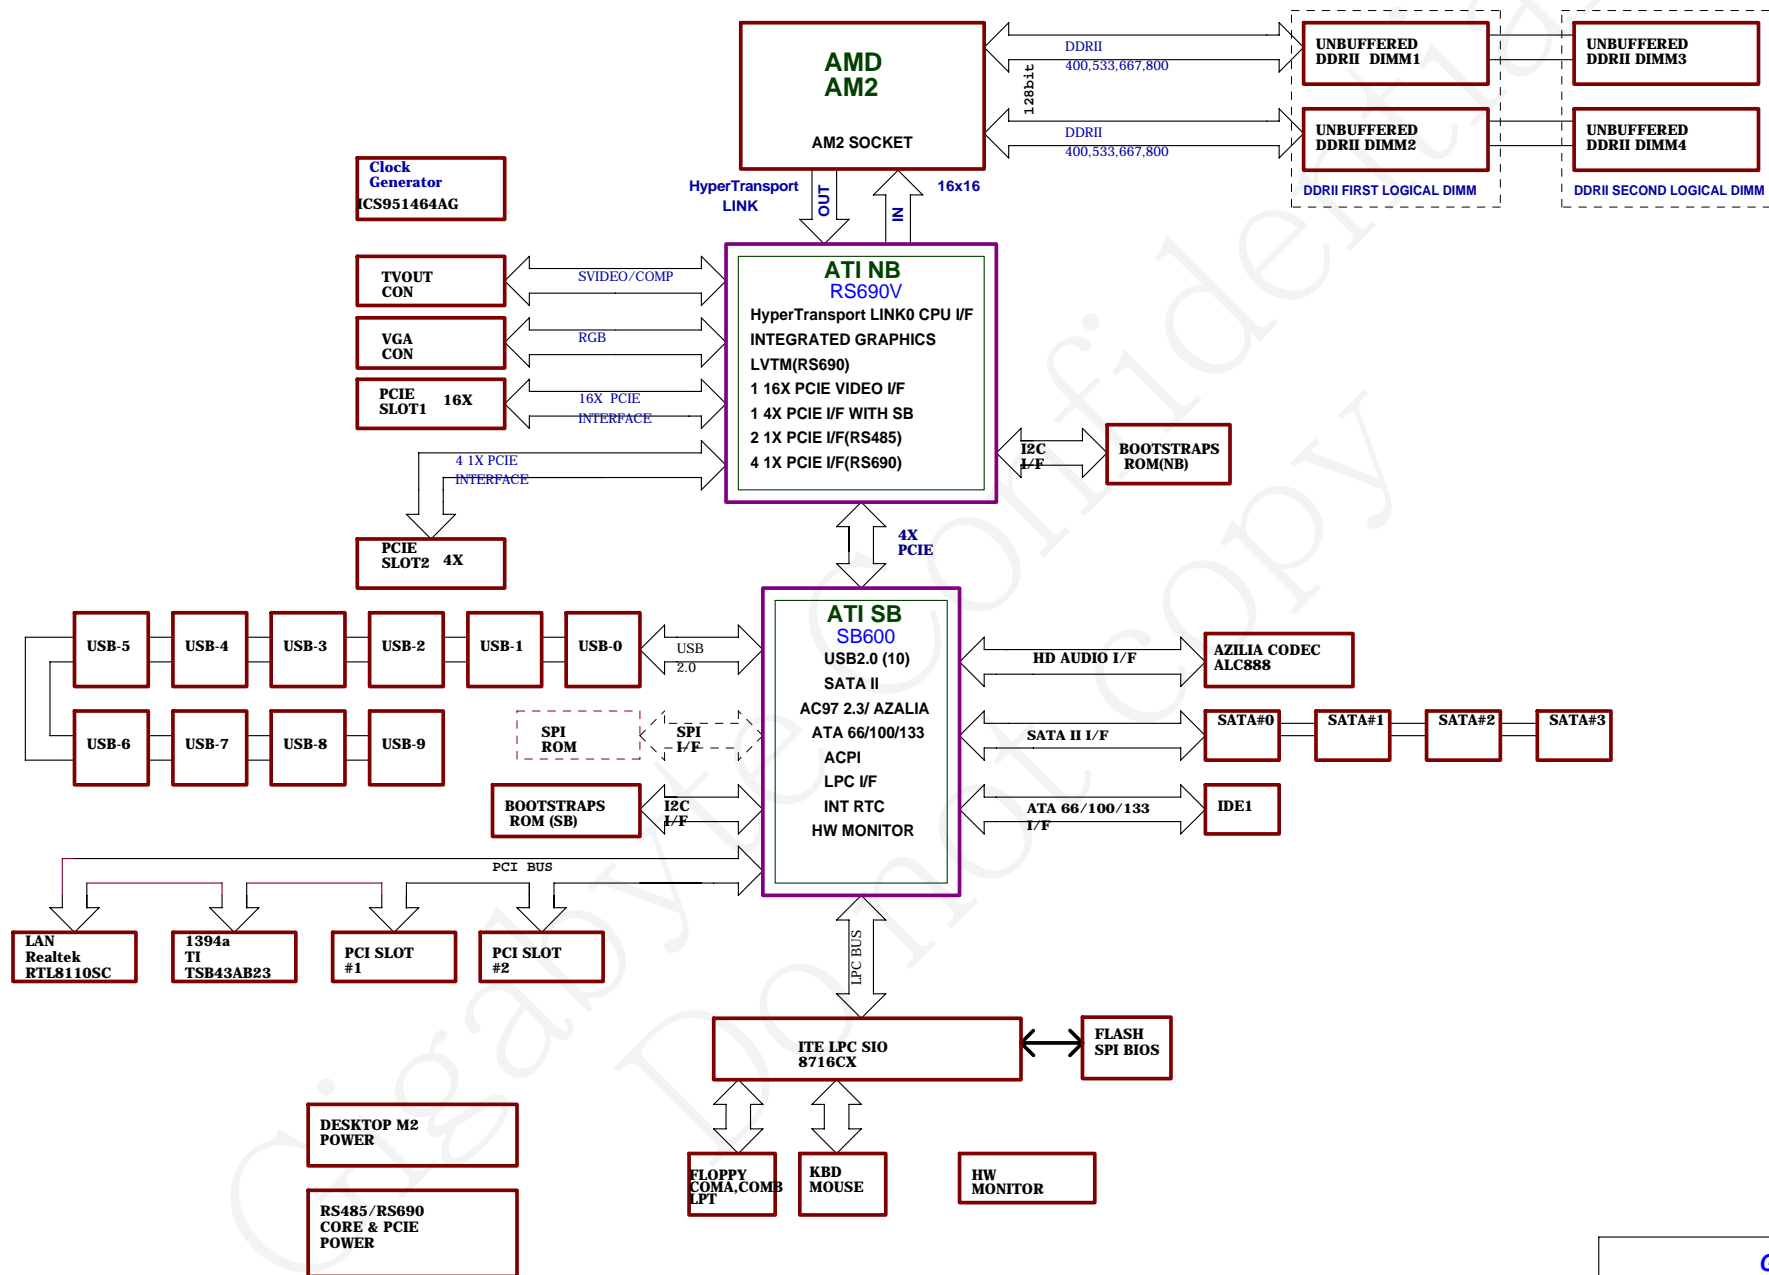 AMD
AM2
AM2 SOCKET
DDRII
400,533,667,800
128bit
DDRII
400,533,667,800
UNBUFFERED
DDRII DIMM1
UNBUFFERED
DDRII DIMM3
UNBUFFERED
DDRII DIMM2
UNBUFFERED
DDRII DIMM4
DDRII FIRST LOGICAL DIMM
DDRII SECOND LOGICAL DIMM
Clock
Generator
ICS951464AG
HyperTransport
LINK
OUT
IN
16x16
TVOUT
CON
SVIDEO/COMP
VGA
CON
RGB
PCIE
SLOT1 16X
16X PCIE
INTERFACE
4 1X PCIE
INTERFACE
PCIE
SLOT2 4X
ATI NB
RS690V
HyperTransport LINK0 CPU I/F
INTEGRATED GRAPHICS
LVTM(RS690)
1 16X PCIE VIDEO I/F
1 4X PCIE I/F WITH SB
2 1X PCIE I/F(RS485)
4 1X PCIE I/F(RS690)
I2C
I/F
BOOTSTRAPS
ROM(NB)
4X
PCIE
USB-5
USB-4
USB-3
USB-2
USB-1
USB-0
USB
2.0
USB-6
USB-7
USB-8
USB-9
SPI
ROM
SPI
I/F
BOOTSTRAPS
ROM (SB)
I2C
I/F
ATI SB
SB600
USB2.0 (10)
SATA II
AC97 2.3/ AZALIA
ATA 66/100/133
ACPI
LPC I/F
INT RTC
HW MONITOR
HD AUDIO I/F
AZILIA CODEC
ALC888
SATA II I/F
SATA#0
SATA#1
SATA#2
SATA#3
ATA 66/100/133
I/F
IDE1
PCI BUS
LAN
Realtek
RTL8110SC
1394a
TI
TSB43AB23
PCI SLOT
#1
PCI SLOT
#2
LPC BUS
ITE LPC SIO
8716CX
FLASH
SPI BIOS
FLOPPY
COMA,COMB
LPT
KBD
MOUSE
HW
MONITOR
DESKTOP M2
POWER
RS485/RS690
CORE & PCIE
POWER
Gigabyte Confidential
Do not copy